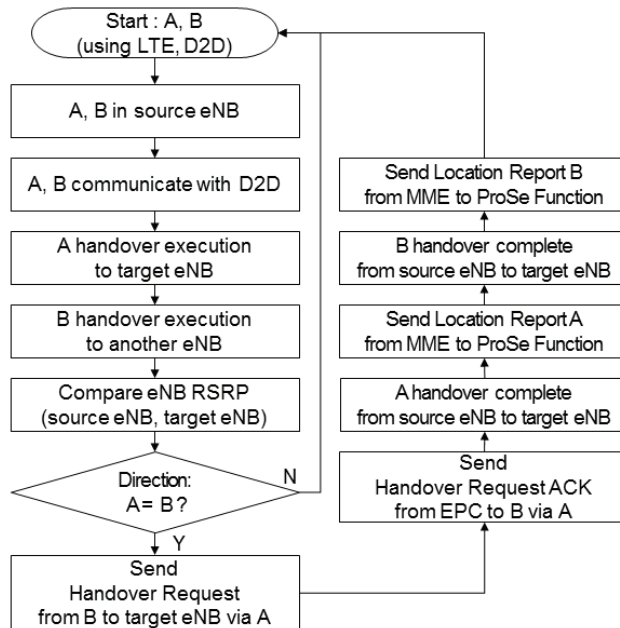 Start : A, B
(using LTE, D2D)
A, B in source eNB
A, B communicate with D2D
A handover execution
to target eNB
B handover execution
to another eNB
Compare eNB RSRP
(source eNB, target eNB)
Direction:
A = B ?
N
Y
Send
Handover Request
from B to target eNB via A
Send
Handover Request ACK
from EPC to B via A
A handover complete
from source eNB to target eNB
Send Location Report A
from MME to ProSe Function
B handover complete
from source eNB to target eNB
Send Location Report B
from MME to ProSe Function